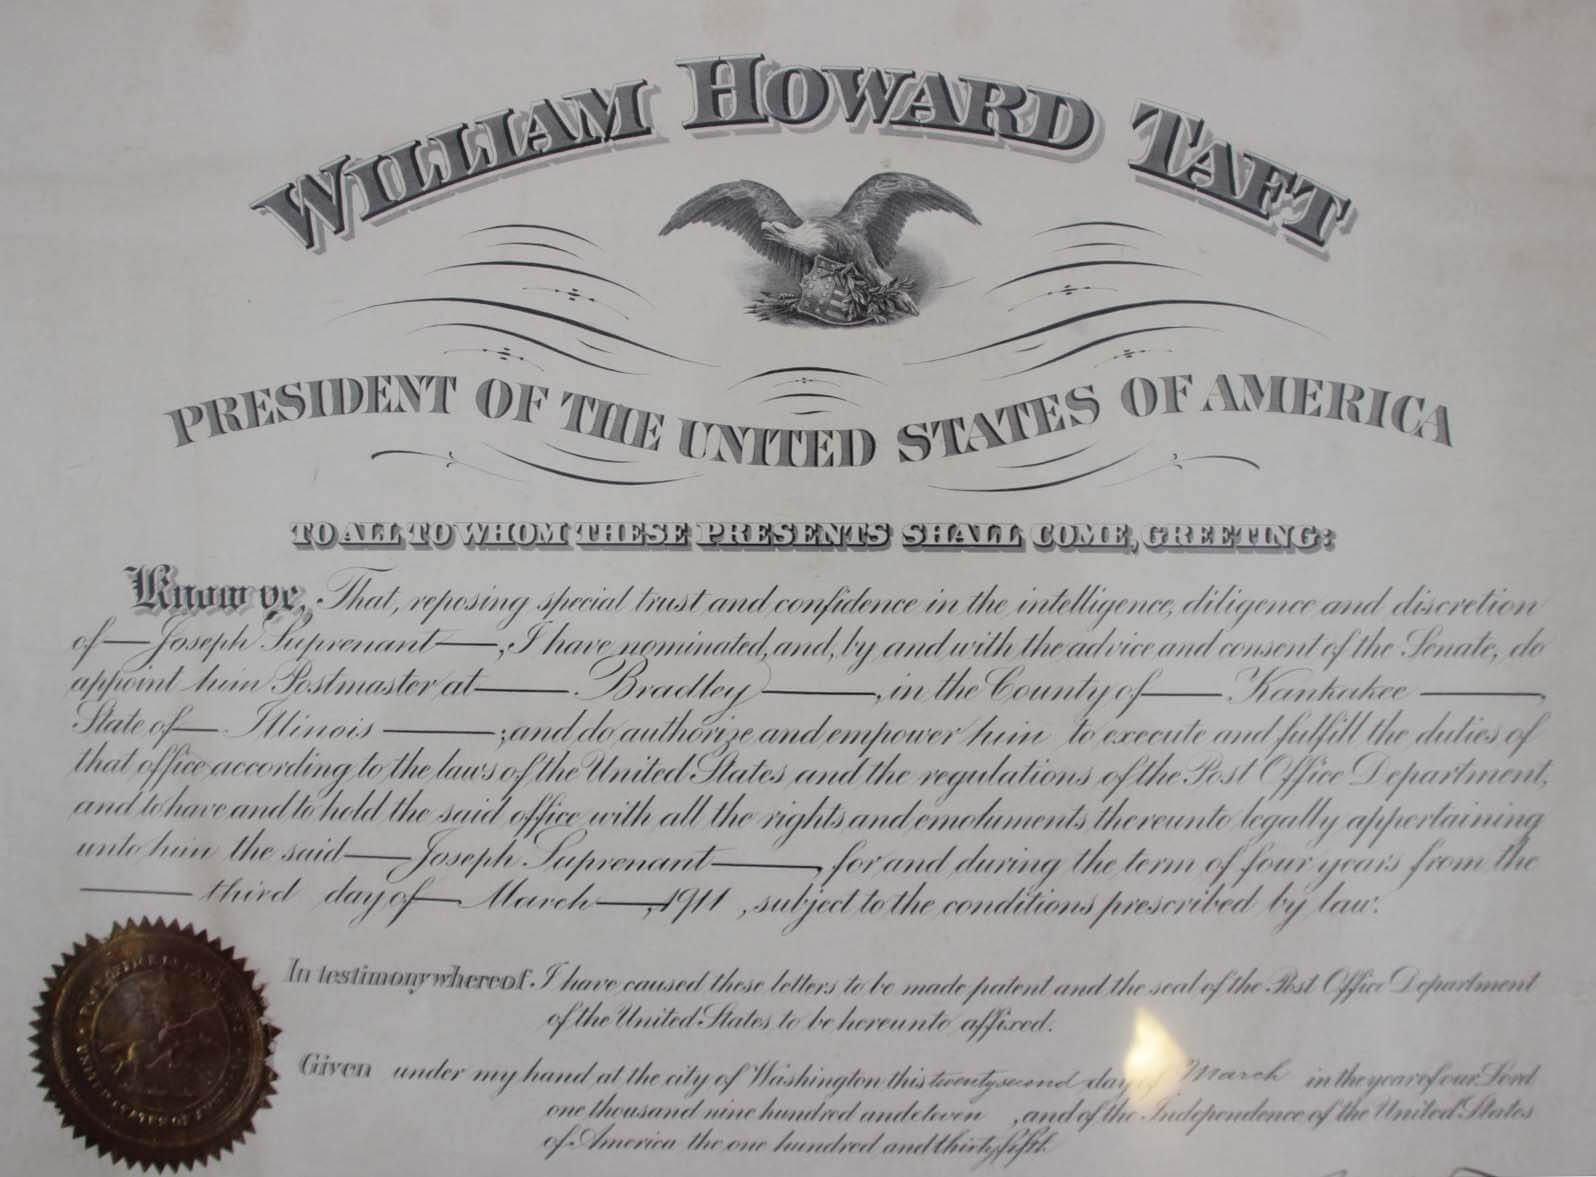 WILLIAM HOWARD TAFT
PRESIDENT OF THE UNITED STATES OF AMERICA
TO ALL TO WHOM THESE PRESENTS SHALL COME, GREETING:
Know ye, That, reposing special trust and confidence in the intelligence, diligence and discretion
of — Joseph Suprenant —, I have nominated, and, by and with the advice and consent of the Senate, do
appoint him Postmaster at — Bradley —, in the County of — Kankakee —,
State of — Illinois — ; and do authorize and empower him to execute and fulfill the duties of
that office according to the laws of the United States and the regulations of the Post Office Department,
and to have and to hold the said office with all the rights and emoluments thereunto legally appertaining
unto him the said — Joseph Suprenant —, for and during the term of four years from the
— third day of — March —, 1911 , subject to the conditions prescribed by law.
In testimony whereof I have caused these letters to be made patent and the seal of the Post Office Department
of the United States to be hereunto affixed.
Given under my hand at the city of Washington this twenty second day of March in the year of our Lord
one thousand nine hundred and eleven , and of the Independence of the United States
of America the one hundred and thirty fifth
POST OFFICE DEPARTMENT
UNITED STATES OF AMERICA